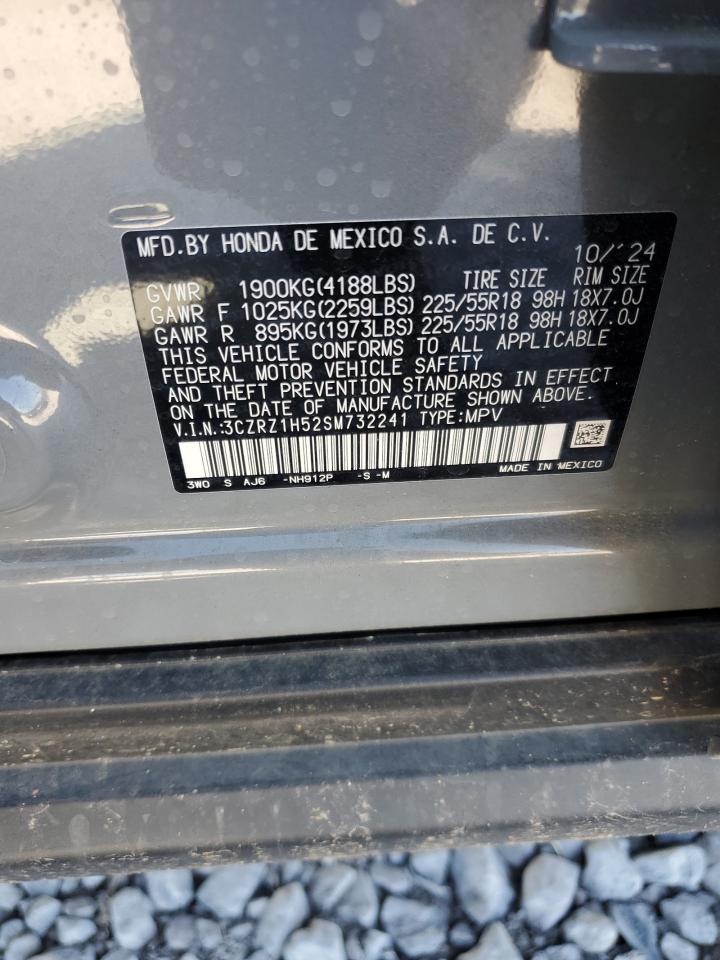 MFD.BY HONDA DE MEXICO S.A. DE C.V. 10/'24
TIRE SIZE RIM SIZE
GVWR 1900KG(4188LBS)
GAWR F 1025KG(2259LBS) 225/55R18 98H 18X7.0J
GAWR R 895KG(1973LBS) 225/55R18 98H 18X7.0J
THIS VEHICLE CONFORMS TO ALL APPLICABLE
FEDERAL MOTOR VEHICLE SAFETY
AND THEFT PREVENTION STANDARDS IN EFFECT
ON THE DATE OF MANUFACTURE SHOWN ABOVE.
V.I.N.:3CZRZ1H52SM732241 TYPE:MPV
3W0 S AJ6 -NH912P -S -M MADE IN MEXICO